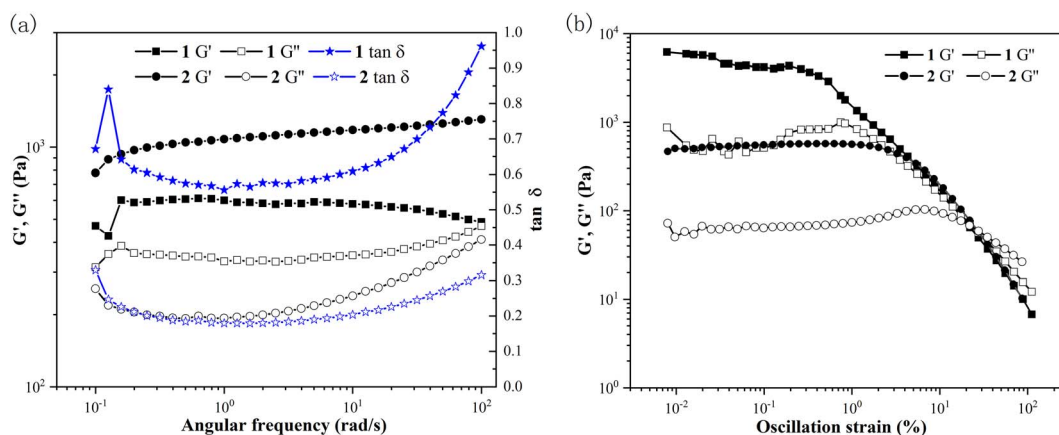 (a)
1 G' 1 G" 1 tan δ
2 G' 2 G" 2 tan δ
G', G" (Pa)
10³
10²
10⁻¹ 10⁰ 10¹ 10²
Angular frequency (rad/s)
1.0
0.9
0.8
0.7
0.6
0.5
0.4
0.3
0.2
0.1
0.0
tan δ
(b)
1 G' 1 G"
2 G' 2 G"
G', G" (Pa)
10⁴
10³
10²
10¹
10⁰
10⁻² 10⁻¹ 10⁰ 10¹ 10²
Oscillation strain (%)